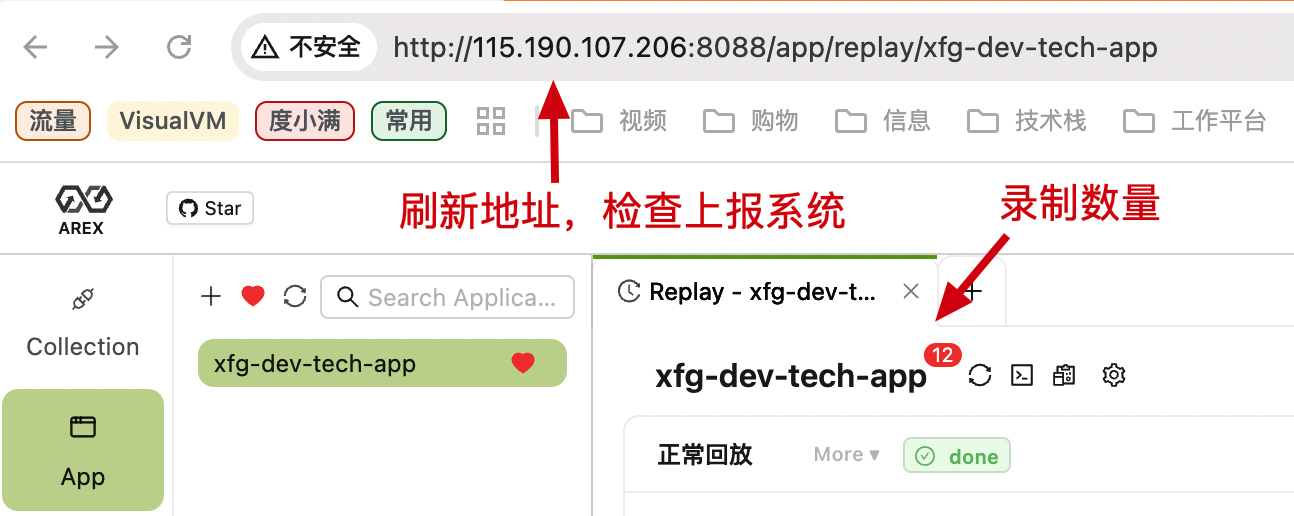 不安全 http://115.190.107.206:8088/app/replay/xfg-dev-tech-app
流量 VisualVM 度小满 常用 视频 购物 信息 技术栈 工作平台
刷新地址，检查上报系统
录制数量
AREX
Star
Collection
App
Search Applica...
xfg-dev-tech-app
Replay - xfg-dev-t...
xfg-dev-tech-app 12
正常回放 More ▾ done